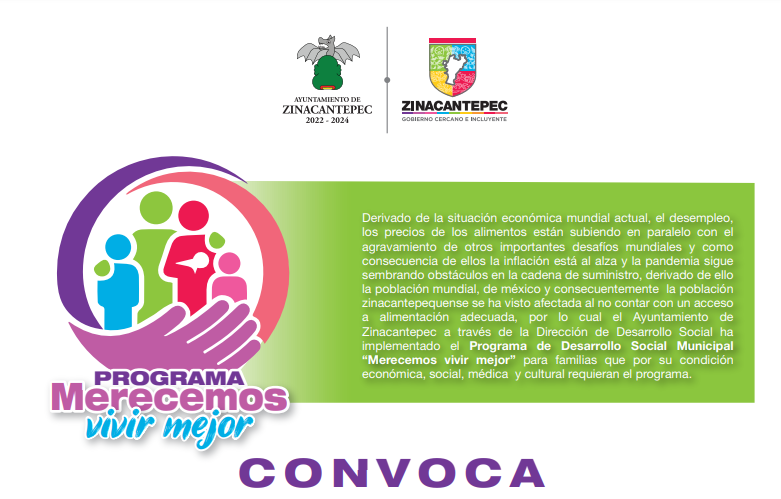 AYUNTAMIENTO DE
ZINACANTEPEC
2022 - 2024
ZINACANTEPEC
GOBIERNO CERCANO E INCLUYENTE
Derivado de la situación económica mundial actual, el desempleo,
los precios de los alimentos están subiendo en paralelo con el
agravamiento de otros importantes desafíos mundiales y como
consecuencia de ellos la inflación está al alza y la pandemia sigue
sembrando obstáculos en la cadena de suministro, derivado de ello
la población mundial, de méxico y consecuentemente la población
zinacantepequense se ha visto afectada al no contar con un acceso
a alimentación adecuada, por lo cual el Ayuntamiento de
Zinacantepec a través de la Dirección de Desarrollo Social ha
implementado el Programa de Desarrollo Social Municipal
“Merecemos vivir mejor” para familias que por su condición
económica, social, médica y cultural requieran el programa.
PROGRAMA
Merecemos
vivir mejor
CONVOCA